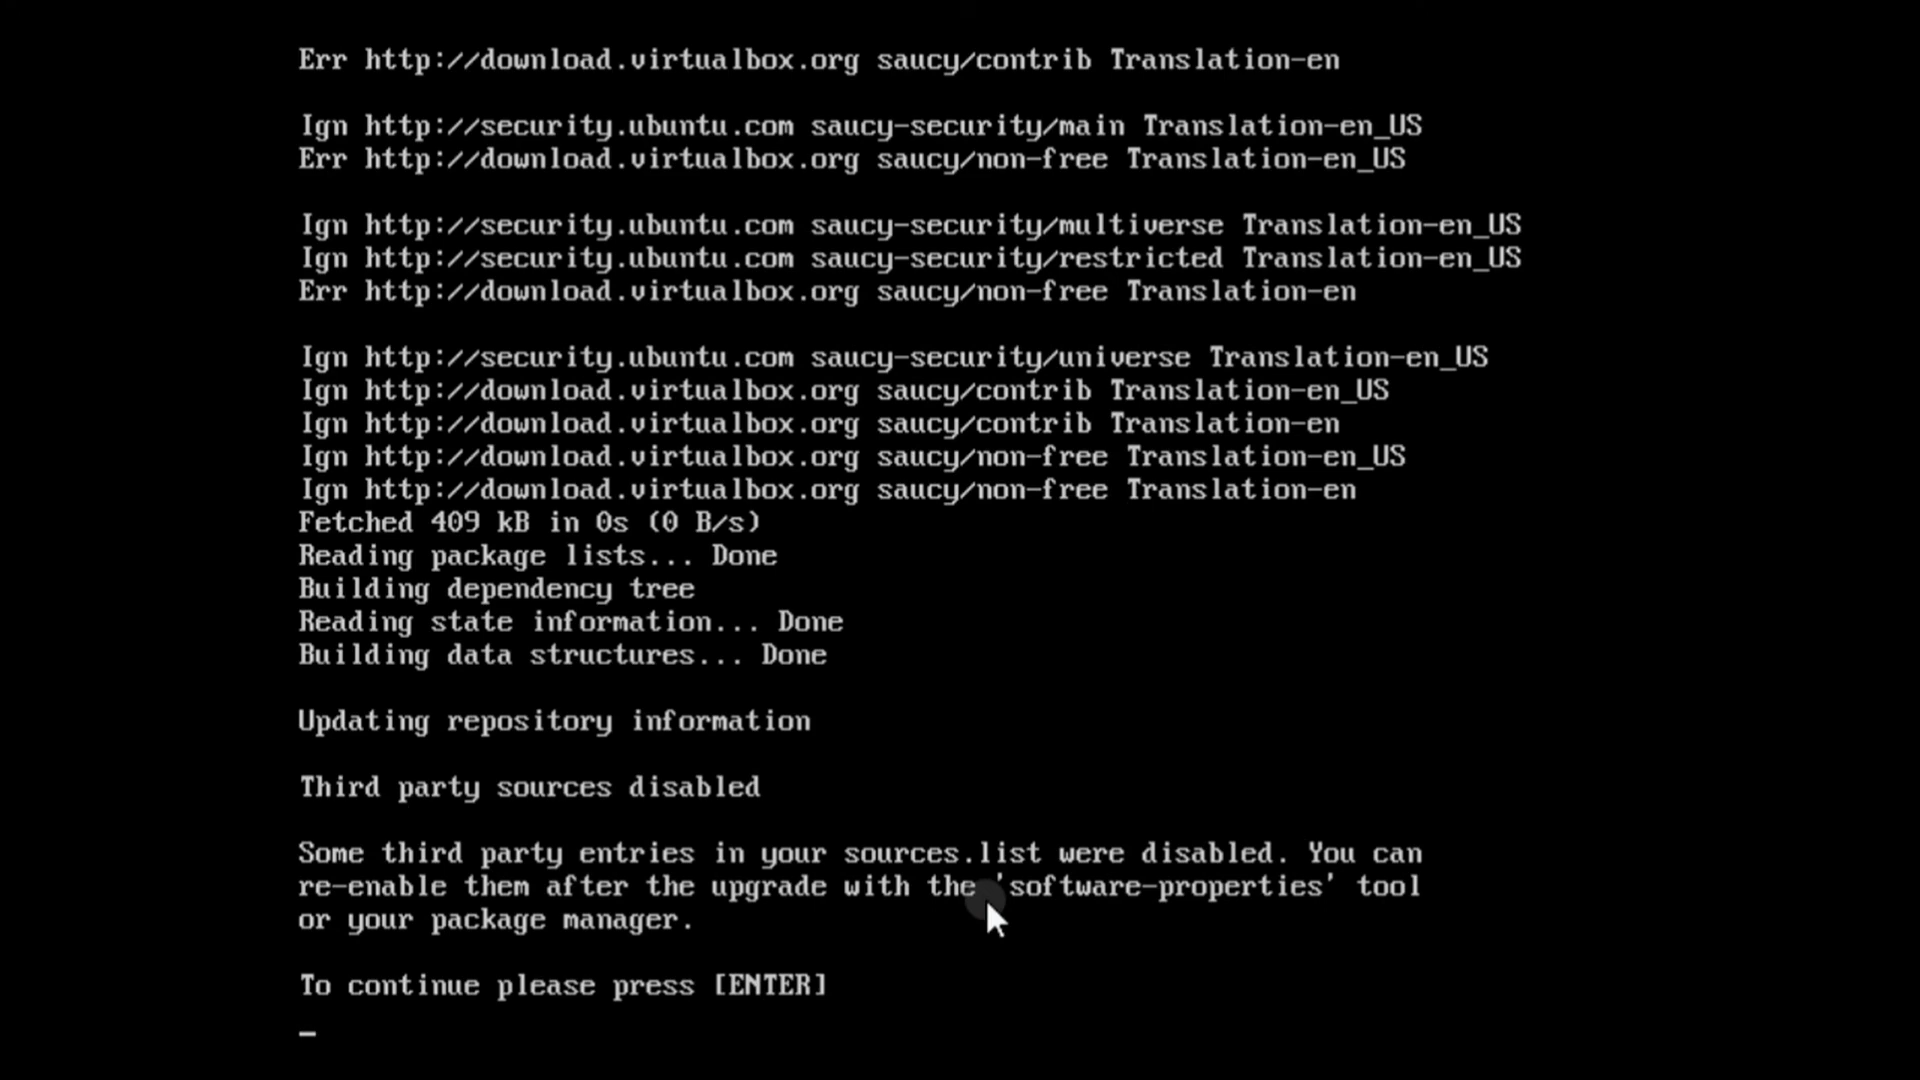 Err http://download.virtualbox.org saucy/contrib Translation-en
Ign http://security.ubuntu.com saucy-security/main Translation-en_US
Err http://download.virtualbox.org saucy/non-free Translation-en_US
Ign http://security.ubuntu.com saucy-security/multiverse Translation-en_US
Ign http://security.ubuntu.com saucy-security/restricted Translation-en_US
Err http://download.virtualbox.org saucy/non-free Translation-en
Ign http://security.ubuntu.com saucy-security/universe Translation-en_US
Ign http://download.virtualbox.org saucy/contrib Translation-en_US
Ign http://download.virtualbox.org saucy/contrib Translation-en
Ign http://download.virtualbox.org saucy/non-free Translation-en_US
Ign http://download.virtualbox.org saucy/non-free Translation-en
Fetched 409 kB in 0s (0 B/s)
Reading package lists... Done
Building dependency tree
Reading state information... Done
Building data structures... Done
Updating repository information
Third party sources disabled
Some third party entries in your sources.list were disabled. You can
re-enable them after the upgrade with the 'software-properties' tool
or your package manager.
To continue please press [ENTER]
_